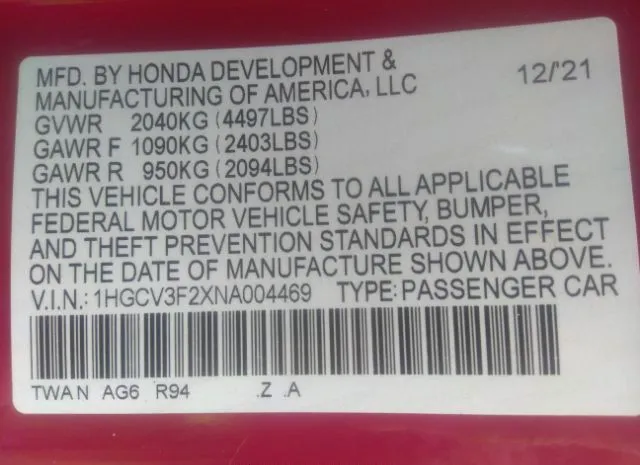 MFD. BY HONDA DEVELOPMENT &
MANUFACTURING OF AMERICA, LLC 12/'21
GVWR 2040KG (4497LBS)
GAWR F 1090KG (2403LBS)
GAWR R 950KG (2094LBS)
THIS VEHICLE CONFORMS TO ALL APPLICABLE
FEDERAL MOTOR VEHICLE SAFETY, BUMPER,
AND THEFT PREVENTION STANDARDS IN EFFECT
ON THE DATE OF MANUFACTURE SHOWN ABOVE.
V.I.N.: 1HGCV3F2XNA004469 TYPE: PASSENGER CAR
TWAN AG6 R94 .Z .A